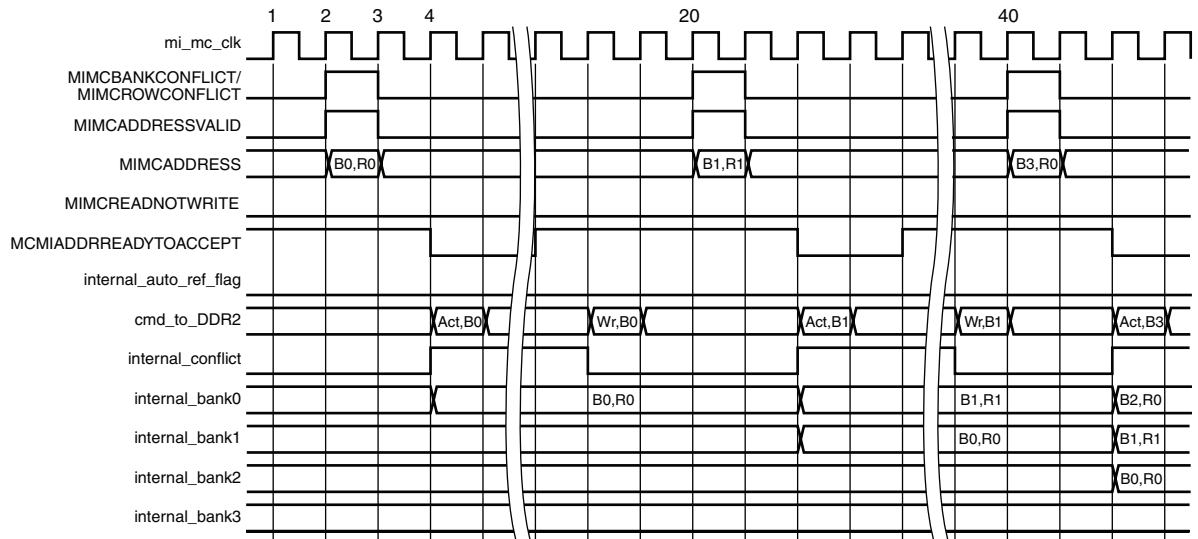 1 2 3 4 20 40
mi_mc_clk
MIMCBANKCONFLICT/
MIMCROWCONFLICT
MIMCADDRESSVALID
MIMCADDRESS B0,R0 B1,R1 B3,R0
MIMCREADNOTWRITE
MCMIADDRREADYTOACCEPT
internal_auto_ref_flag
cmd_to_DDR2 Act,B0 Wr,B0 Act,B1 Wr,B1 Act,B3
internal_conflict
internal_bank0 B0,R0 B1,R1 B2,R0
internal_bank1 B0,R0 B1,R1
internal_bank2 B0,R0
internal_bank3